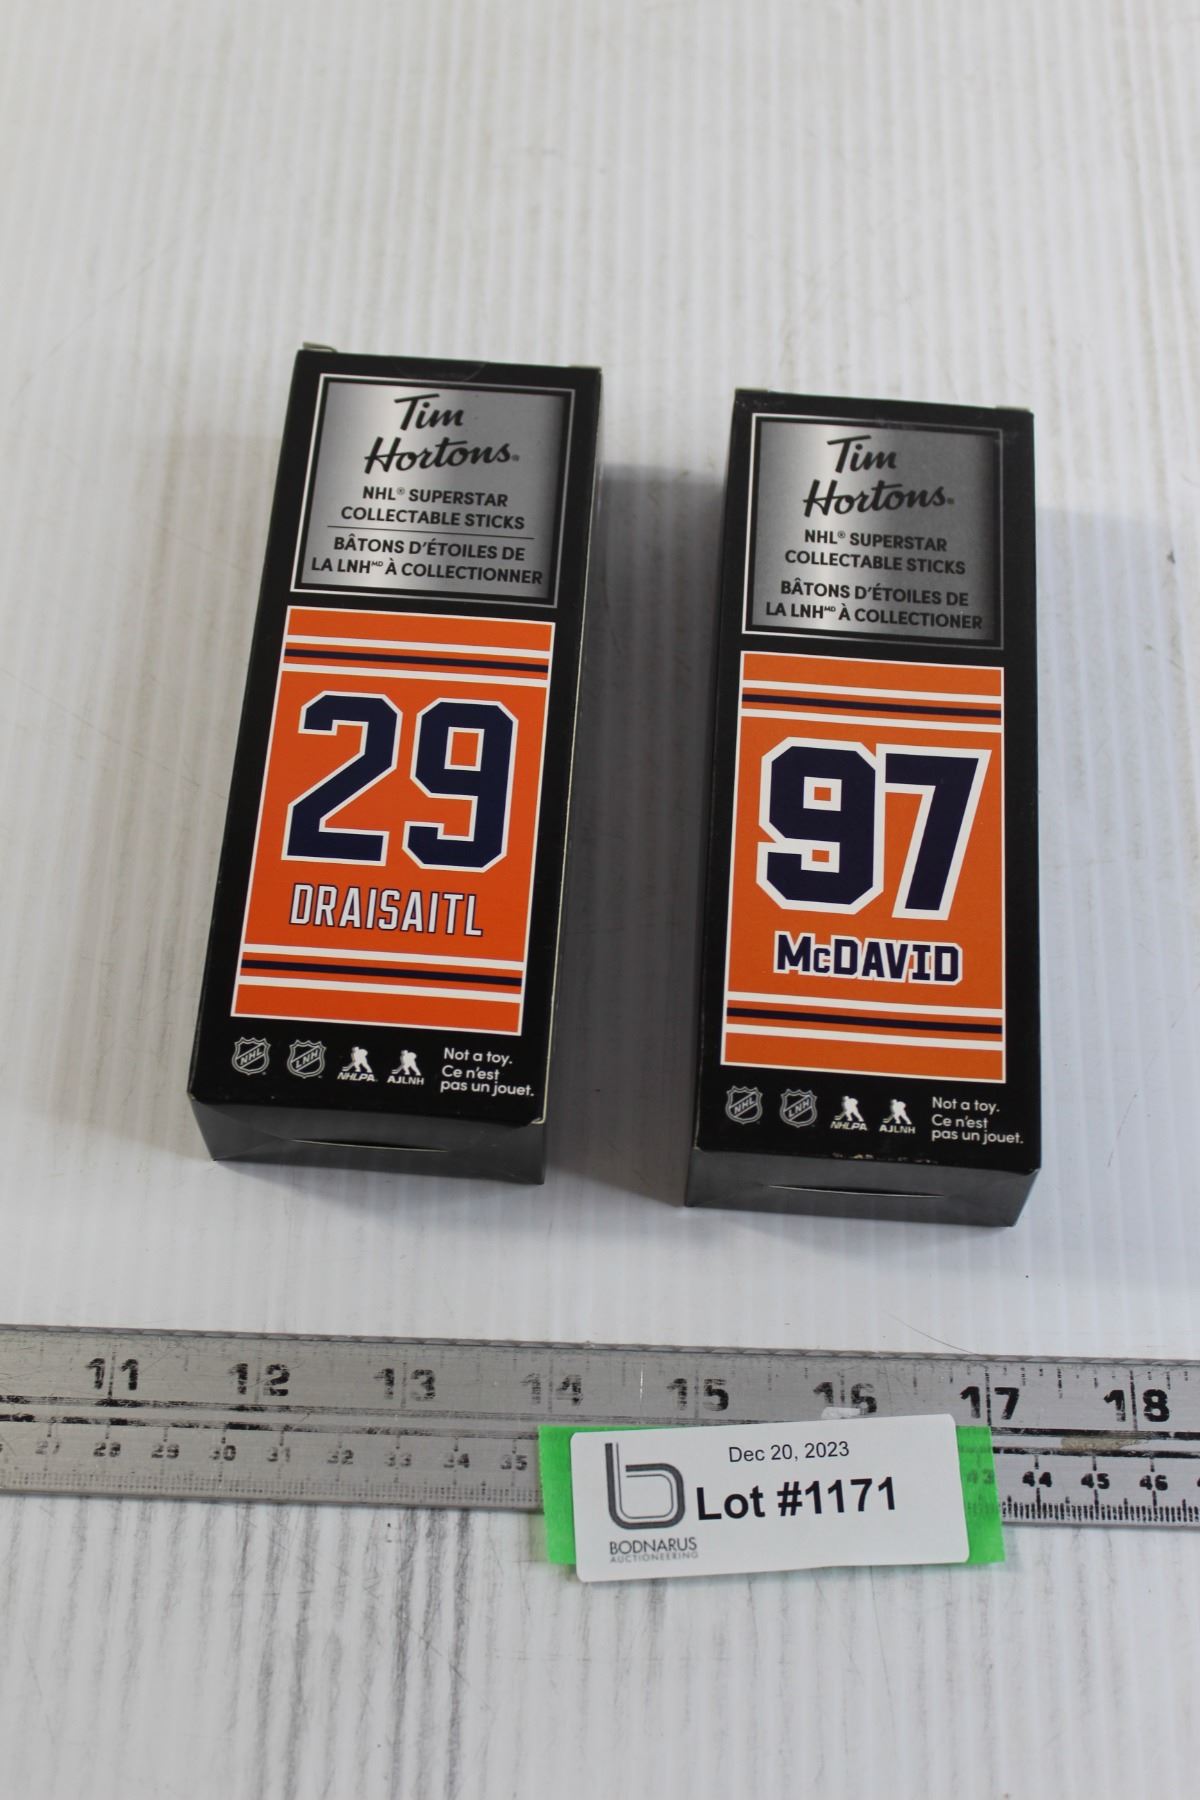 Tim
Hortons®
NHL® SUPERSTAR
COLLECTABLE STICKS
BÂTONS D'ÉTOILES DE
LA LNHᴹᴰ À COLLECTIONNER
29
DRAISAITL
NHL LNH NHLPA AJLNH
Not a toy.
Ce n'est
pas un jouet.
Tim
Hortons®
NHL® SUPERSTAR
COLLECTABLE STICKS
BÂTONS D'ÉTOILES DE
LA LNHᴹᴰ À COLLECTIONER
97
McDAVID
NHL LNH NHLPA AJLNH
Not a toy.
Ce n'est
pas un jouet.
11 12 13 14 15 16 17 18
27 28 29 30 31 32 33 34 35 43 44 45 46
Dec 20, 2023
Lot #1171
BODNARUS
AUCTIONEERING